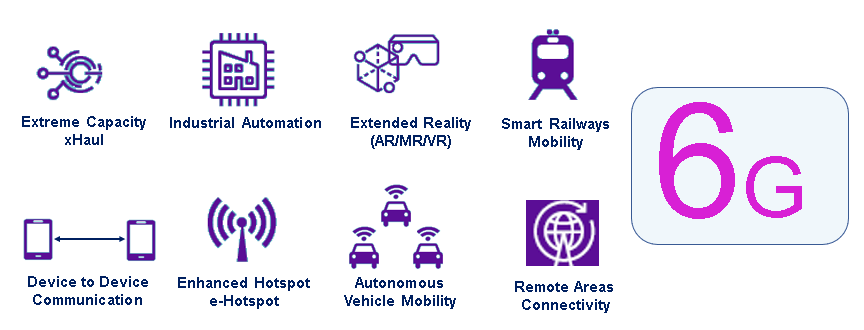 Extreme Capacity
xHaul
Industrial Automation
Extended Reality
(AR/MR/VR)
Smart Railways
Mobility
6G
Device to Device
Communication
Enhanced Hotspot
e-Hotspot
Autonomous
Vehicle Mobility
Remote Areas
Connectivity